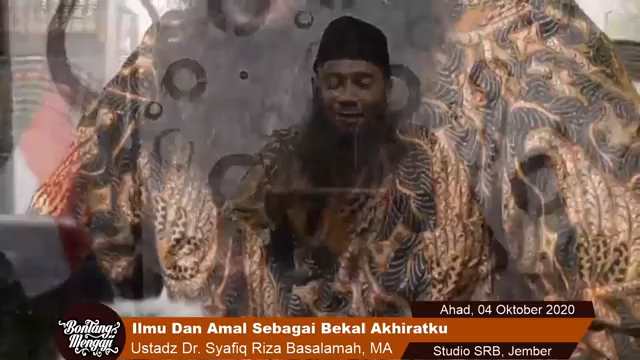 Ahad, 04 Oktober 2020
Bontang
Mengaji
Ilmu Dan Amal Sebagai Bekal Akhiratku
Ustadz Dr. Syafiq Riza Basalamah, MA
Studio SRB, Jember